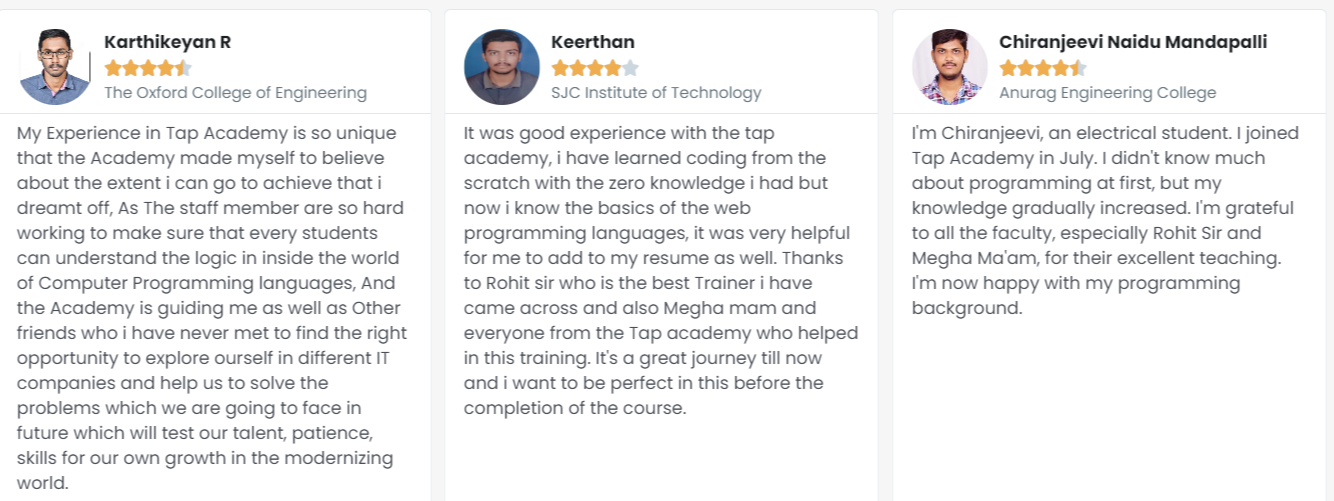 Karthikeyan R
The Oxford College of Engineering
My Experience in Tap Academy is so unique
that the Academy made myself to believe
about the extent i can go to achieve that i
dreamt off, As The staff member are so hard
working to make sure that every students
can understand the logic in inside the world
of Computer Programming languages, And
the Academy is guiding me as well as Other
friends who i have never met to find the right
opportunity to explore ourself in different IT
companies and help us to solve the
problems which we are going to face in
future which will test our talent, patience,
skills for our own growth in the modernizing
world.
Keerthan
SJC Institute of Technology
It was good experience with the tap
academy, i have learned coding from the
scratch with the zero knowledge i had but
now i know the basics of the web
programming languages, it was very helpful
for me to add to my resume as well. Thanks
to Rohit sir who is the best Trainer i have
came across and also Megha mam and
everyone from the Tap academy who helped
in this training. It's a great journey till now
and i want to be perfect in this before the
completion of the course.
Chiranjeevi Naidu Mandapalli
Anurag Engineering College
I'm Chiranjeevi, an electrical student. I joined
Tap Academy in July. I didn't know much
about programming at first, but my
knowledge gradually increased. I'm grateful
to all the faculty, especially Rohit Sir and
Megha Ma'am, for their excellent teaching.
I'm now happy with my programming
background.